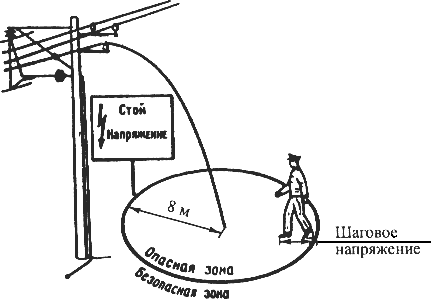 Стой
Напряжение
8 м
Шаговое
напряжение
Опасная зона
Безопасная зона